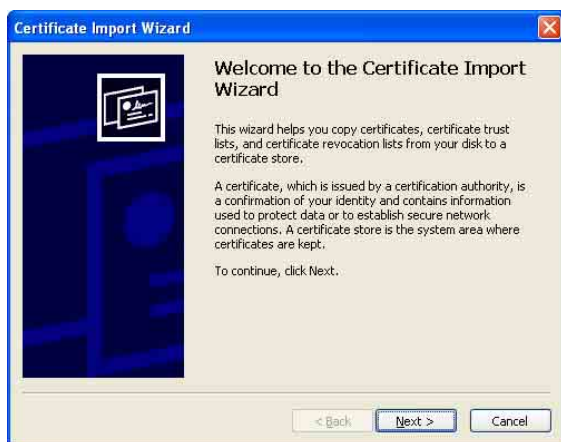 Certificate Import Wizard
Welcome to the Certificate Import
Wizard
This wizard helps you copy certificates, certificate trust
lists, and certificate revocation lists from your disk to a
certificate store.
A certificate, which is issued by a certification authority, is
a confirmation of your identity and contains information
used to protect data or to establish secure network
connections. A certificate store is the system area where
certificates are kept.
To continue, click Next.
< Back Next > Cancel